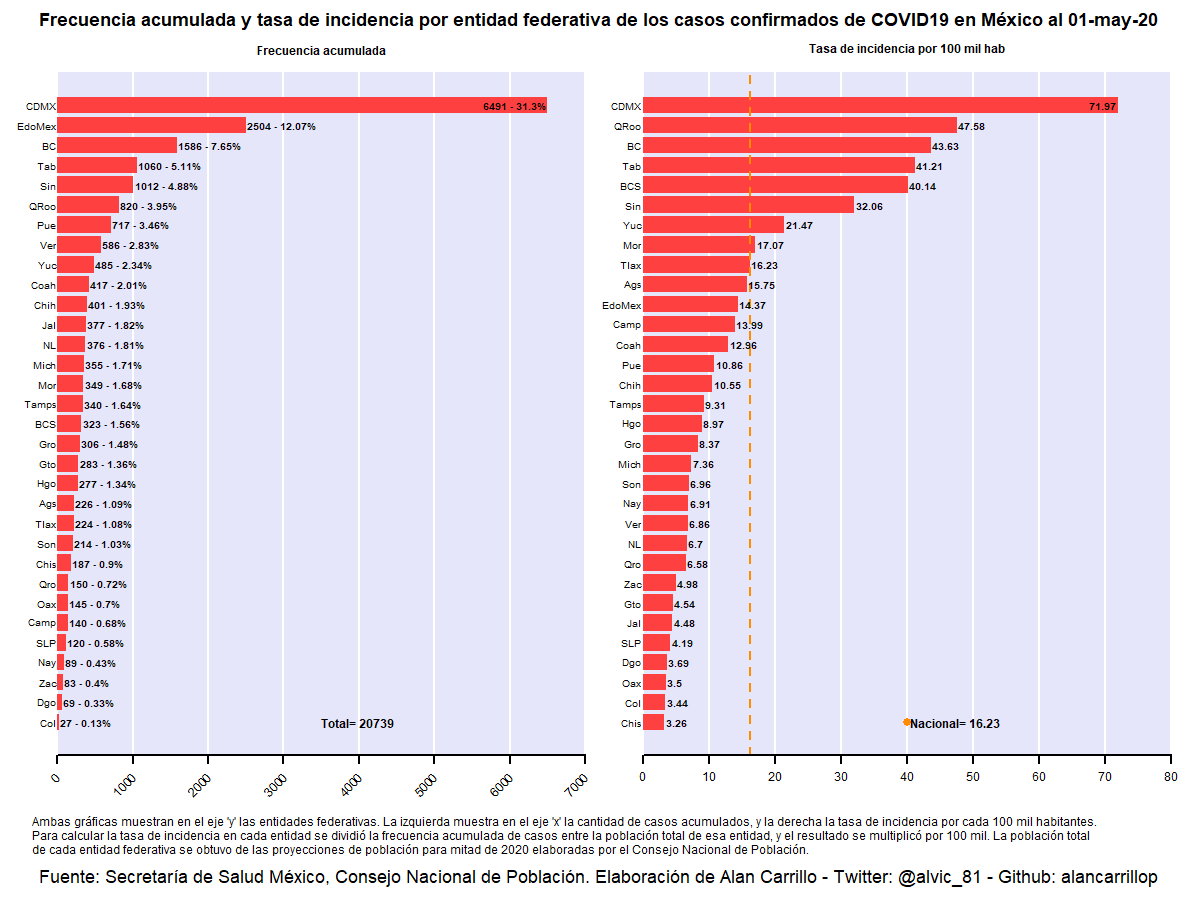 Frecuencia acumulada y tasa de incidencia por entidad federativa de los casos confirmados de COVID19 en México al 01-may-20
Frecuencia acumulada
CDMX 6491 - 31.3%
EdoMex 2504 - 12.07%
BC 1586 - 7.65%
Tab 1060 - 5.11%
Sin 1012 - 4.88%
QRoo 820 - 3.95%
Pue 717 - 3.46%
Ver 586 - 2.83%
Yuc 485 - 2.34%
Coah 417 - 2.01%
Chih 401 - 1.93%
Jal 377 - 1.82%
NL 376 - 1.81%
Mich 355 - 1.71%
Mor 349 - 1.68%
Tamps 340 - 1.64%
BCS 323 - 1.56%
Gro 306 - 1.48%
Gto 283 - 1.36%
Hgo 277 - 1.34%
Ags 226 - 1.09%
Tlax 224 - 1.08%
Son 214 - 1.03%
Chis 187 - 0.9%
Qro 150 - 0.72%
Oax 145 - 0.7%
Camp 140 - 0.68%
SLP 120 - 0.58%
Nay 89 - 0.43%
Zac 83 - 0.4%
Dgo 69 - 0.33%
Col 27 - 0.13%
Total= 20739
0 1000 2000 3000 4000 5000 6000 7000
Tasa de incidencia por 100 mil hab
CDMX 71.97
QRoo 47.58
BC 43.63
Tab 41.21
BCS 40.14
Sin 32.06
Yuc 21.47
Mor 17.07
Tlax 16.23
Ags 15.75
EdoMex 14.37
Camp 13.99
Coah 12.96
Pue 10.86
Chih 10.55
Tamps 9.31
Hgo 8.97
Gro 8.37
Mich 7.36
Son 6.96
Nay 6.91
Ver 6.86
NL 6.7
Qro 6.58
Zac 4.98
Gto 4.54
Jal 4.48
SLP 4.19
Dgo 3.69
Oax 3.5
Col 3.44
Chis 3.26
Nacional= 16.23
0 10 20 30 40 50 60 70 80
Ambas gráficas muestran en el eje 'y' las entidades federativas. La izquierda muestra en el eje 'x' la cantidad de casos acumulados, y la derecha la tasa de incidencia por cada 100 mil habitantes.
Para calcular la tasa de incidencia en cada entidad se dividió la frecuencia acumulada de casos entre la población total de esa entidad, y el resultado se multiplicó por 100 mil. La población total
de cada entidad federativa se obtuvo de las proyecciones de población para mitad de 2020 elaboradas por el Consejo Nacional de Población.
Fuente: Secretaría de Salud México, Consejo Nacional de Población. Elaboración de Alan Carrillo - Twitter: @alvic_81 - Github: alancarrillop